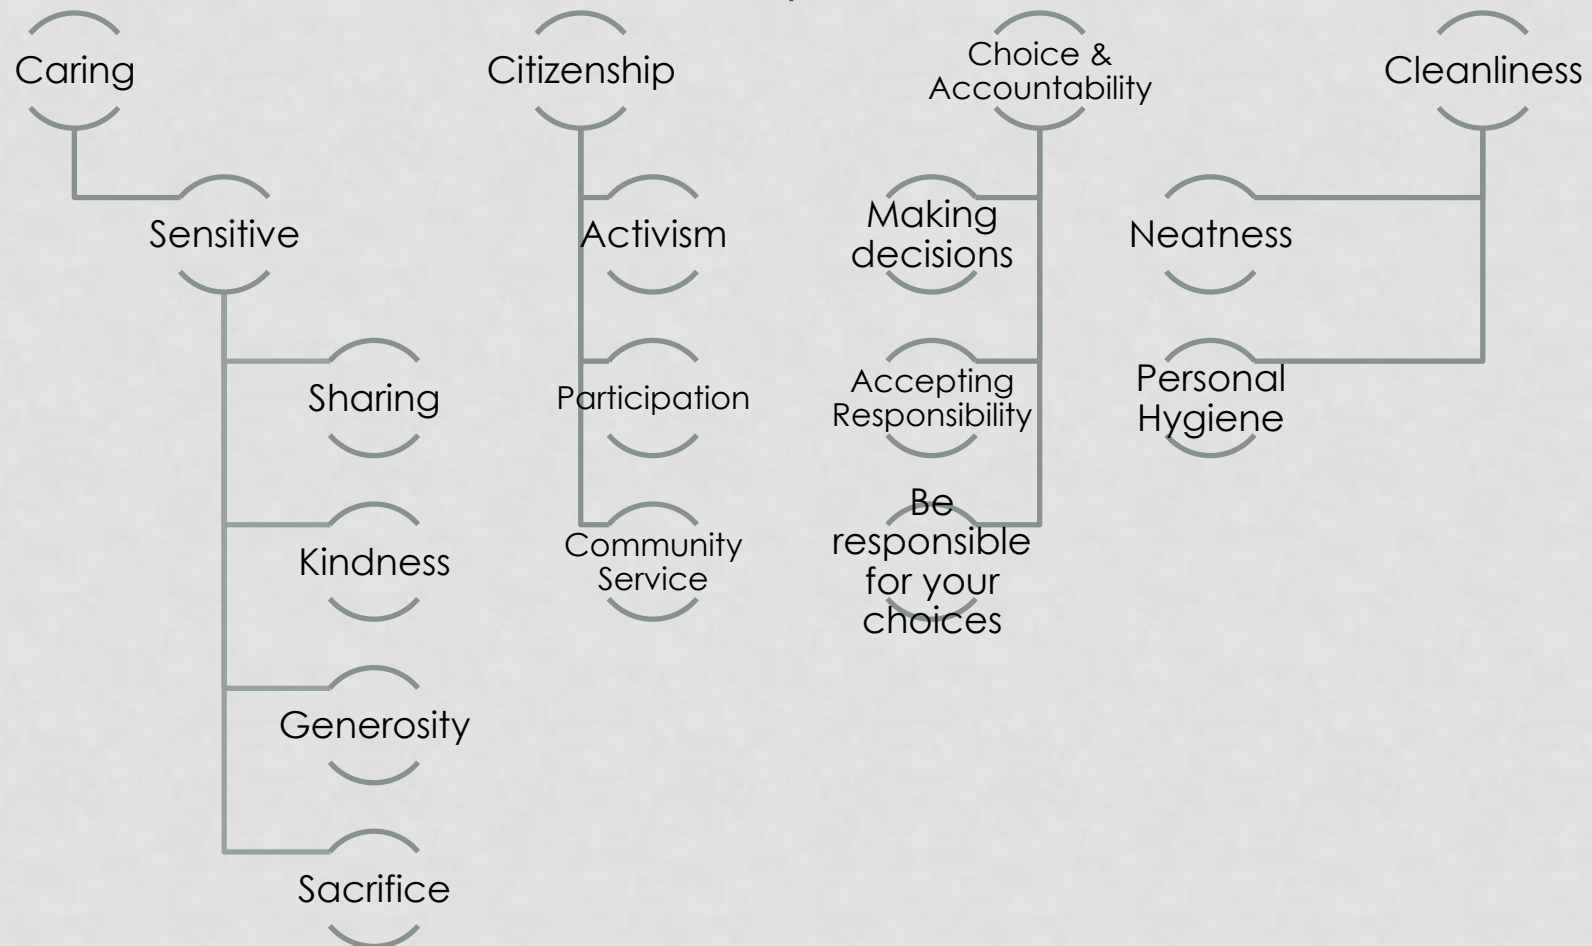 Caring
Sensitive
Sharing
Kindness
Generosity
Sacrifice
Citizenship
Activism
Participation
Community
Service
Choice &
Accountability
Making
decisions
Accepting
Responsibility
Be
responsible
for your
choices
Cleanliness
Neatness
Personal
Hygiene